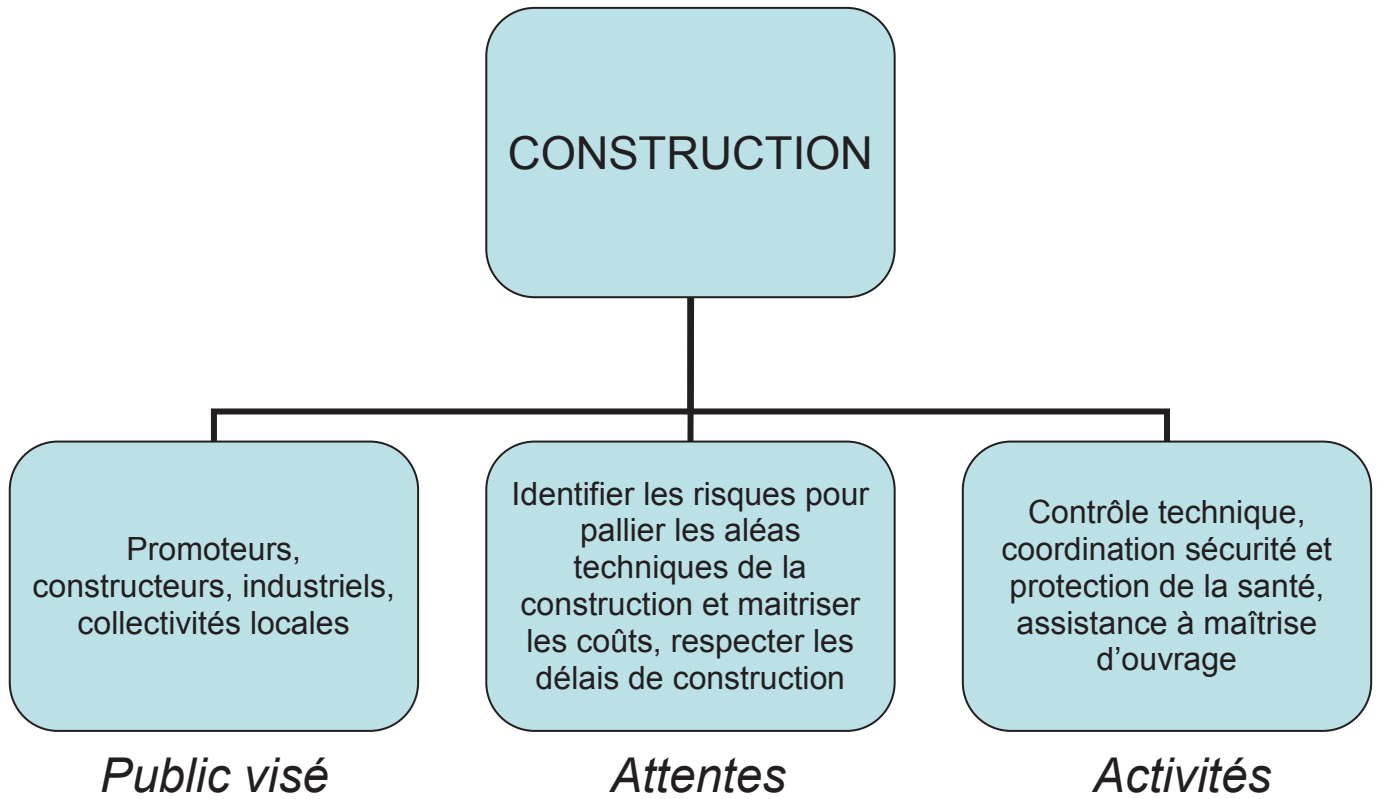 CONSTRUCTION
Promoteurs,
constructeurs, industriels,
collectivités locales
Identifier les risques pour
pallier les aléas
techniques de la
construction et maitriser
les coûts, respecter les
délais de construction
Contrôle technique,
coordination sécurité et
protection de la santé,
assistance à maîtrise
d’ouvrage
Public visé
Attentes
Activités